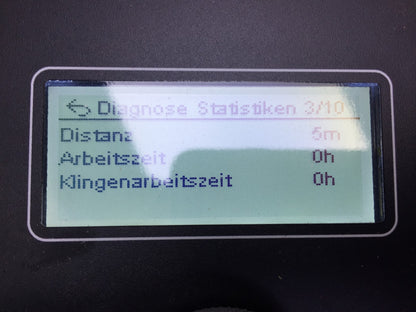 Diagnose Statistiken 3/10
Distanz 5m
Arbeitszeit 0h
Klingenarbeitszeit 0h